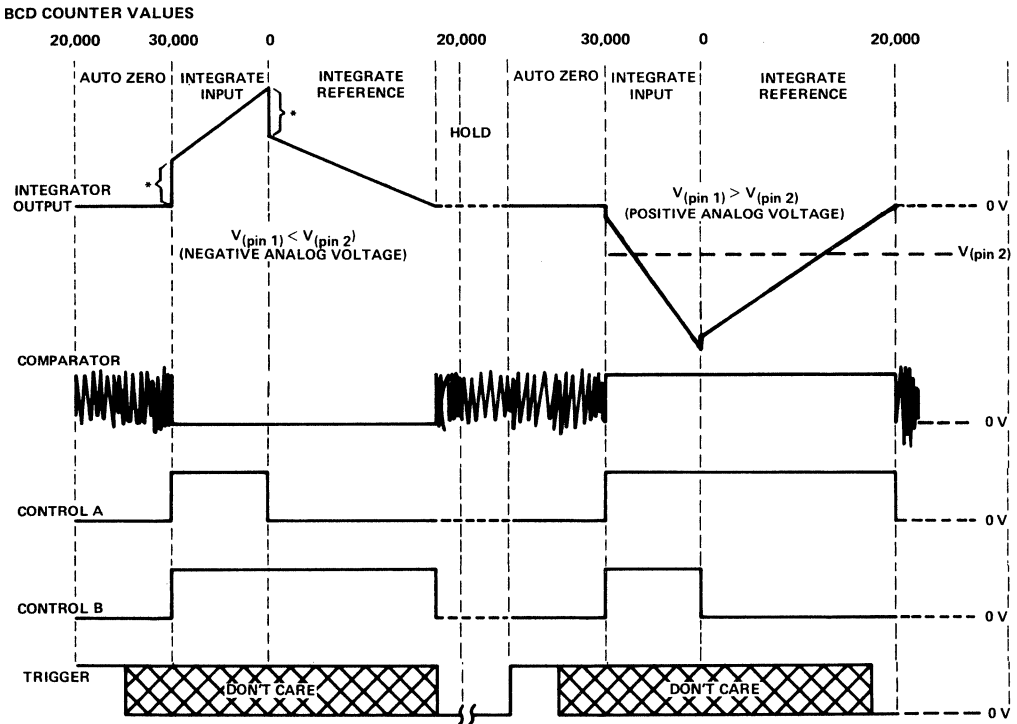 BCD COUNTER VALUES
20,000 30,000 0 20,000 30,000 0 20,000
AUTO ZERO INTEGRATE INPUT INTEGRATE REFERENCE HOLD AUTO ZERO INTEGRATE INPUT INTEGRATE REFERENCE
*
*
INTEGRATOR OUTPUT
V(pin 1) < V(pin 2)
(NEGATIVE ANALOG VOLTAGE)
V(pin 1) > V(pin 2)
(POSITIVE ANALOG VOLTAGE)
0 V
V(pin 2)
COMPARATOR
0 V
CONTROL A
0 V
CONTROL B
0 V
TRIGGER
DON'T CARE
DON'T CARE
0 V